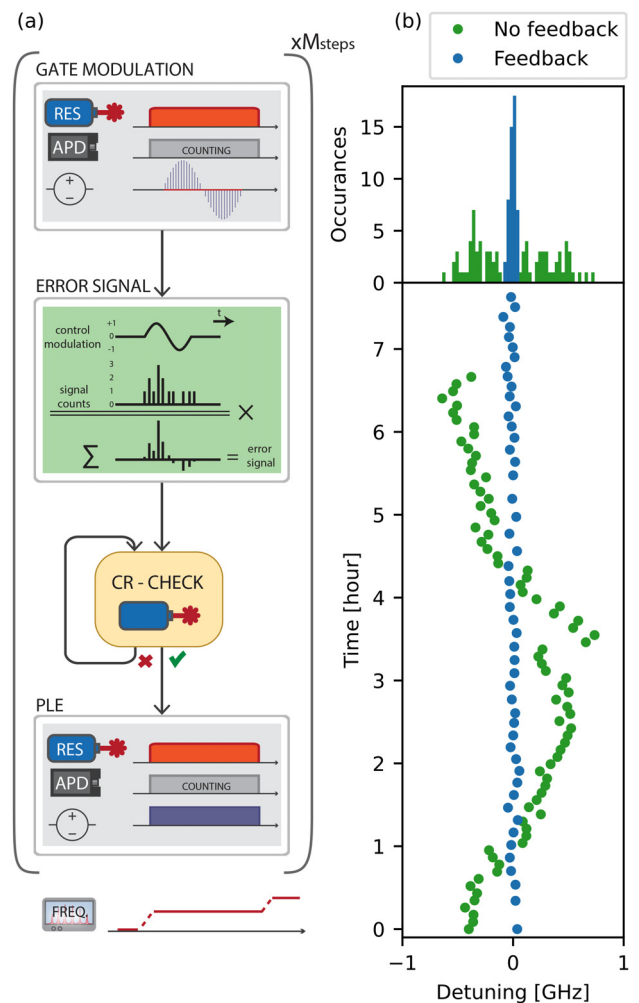 (a)
xMsteps
GATE MODULATION
RES
APD
COUNTING
ERROR SIGNAL
t
control
modulation
+1
0
-1
signal
counts
3
2
1
0
×
Σ
=
error
signal
CR - CHECK
PLE
RES
APD
COUNTING
FREQ.
(b)
No feedback
Feedback
Occurances
15
10
5
0
Time [hour]
7
6
5
4
3
2
1
0
−1
0
1
Detuning [GHz]